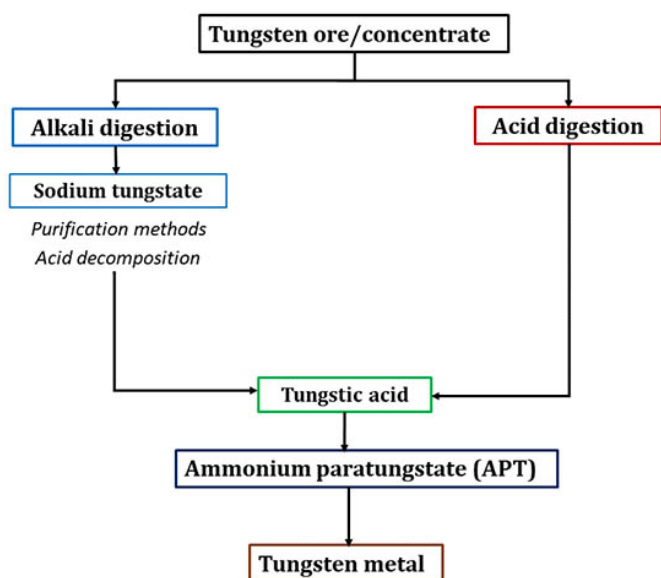 Tungsten ore/concentrate
Alkali digestion
Acid digestion
Sodium tungstate
Purification methods
Acid decomposition
Tungstic acid
Ammonium paratungstate (APT)
Tungsten metal